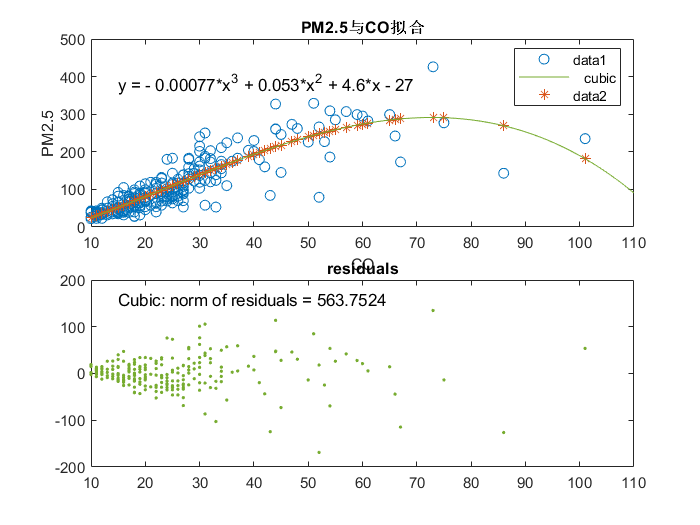 PM2.5与CO拟合
500
400
300
200
100
0
PM2.5
y = - 0.00077*x^3 + 0.053*x^2 + 4.6*x - 27
data1
cubic
data2
10 20 30 40 50 60 70 80 90 100 110
CO
residuals
200
100
0
-100
-200
Cubic: norm of residuals = 563.7524
10 20 30 40 50 60 70 80 90 100 110